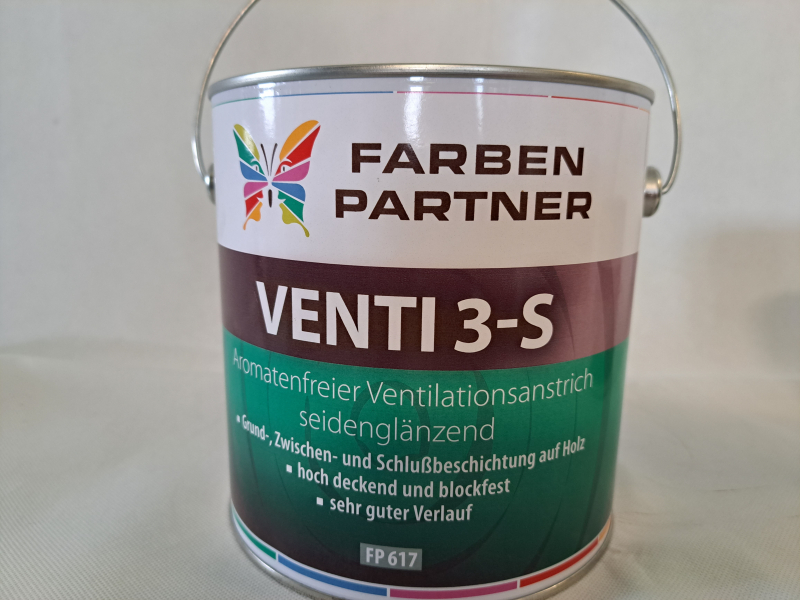 FARBEN
PARTNER
VENTI 3-S
Aromatenfreier Ventilationsanstrich
seidenglänzend
▪ Grund-, Zwischen- und Schlußbeschichtung auf Holz
▪ hoch deckend und blockfest
▪ sehr guter Verlauf
FP 617